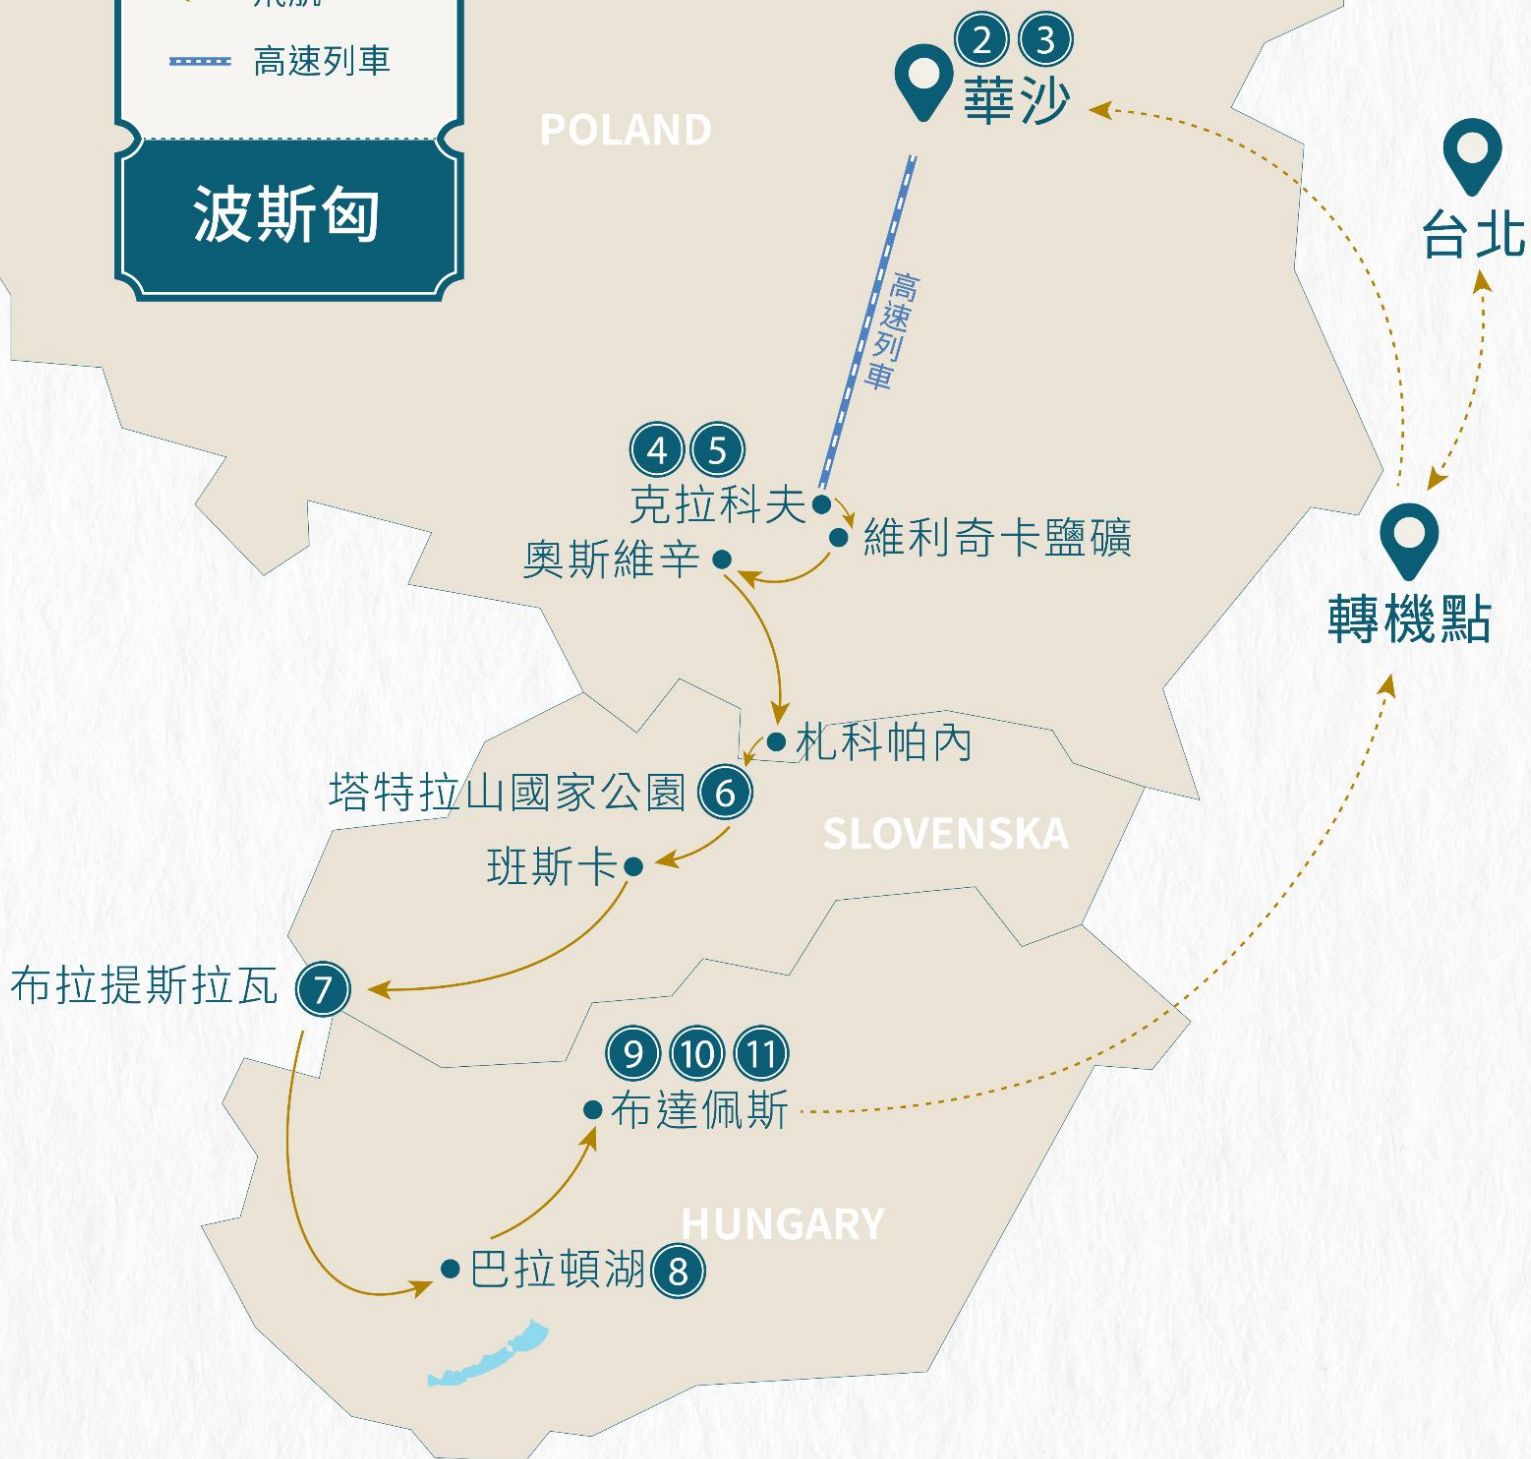 高速列車
波斯匈
POLAND
2 3
華沙
台北
高速列車
4 5
克拉科夫
維利奇卡鹽礦
奧斯維辛
轉機點
札科帕內
塔特拉山國家公園 6
SLOVENSKA
班斯卡
布拉提斯拉瓦 7
9 10 11
布達佩斯
HUNGARY
巴拉頓湖 8